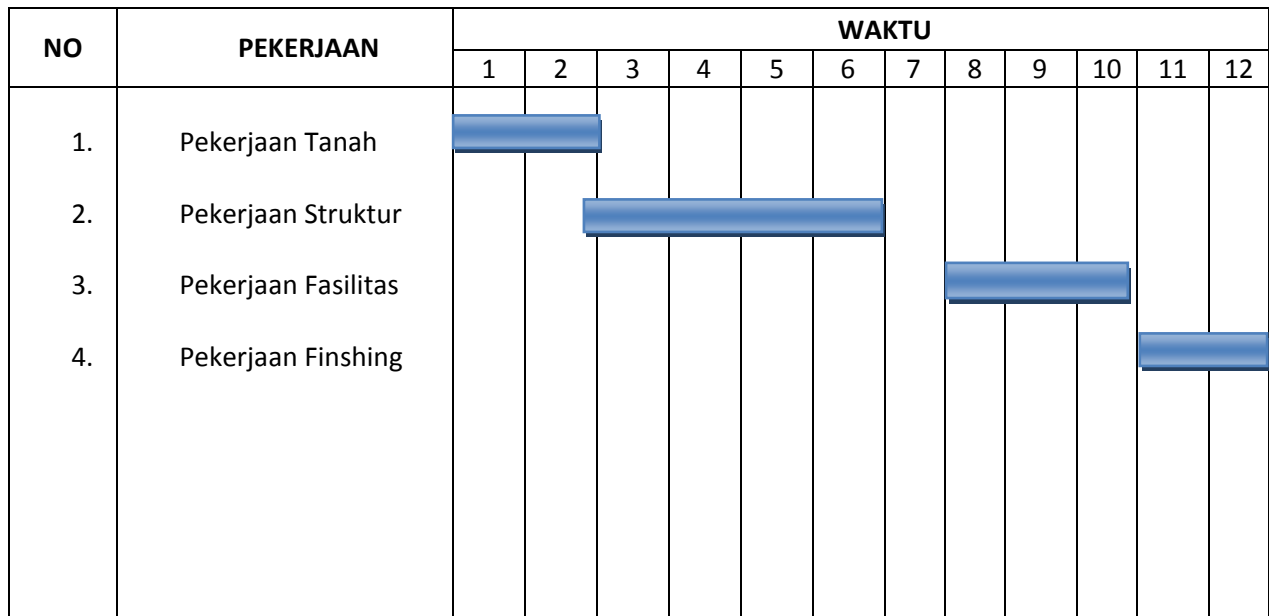 NO PEKERJAAN WAKTU
1 2 3 4 5 6 7 8 9 10 11 12
1. Pekerjaan Tanah
2. Pekerjaan Struktur
3. Pekerjaan Fasilitas
4. Pekerjaan Finshing